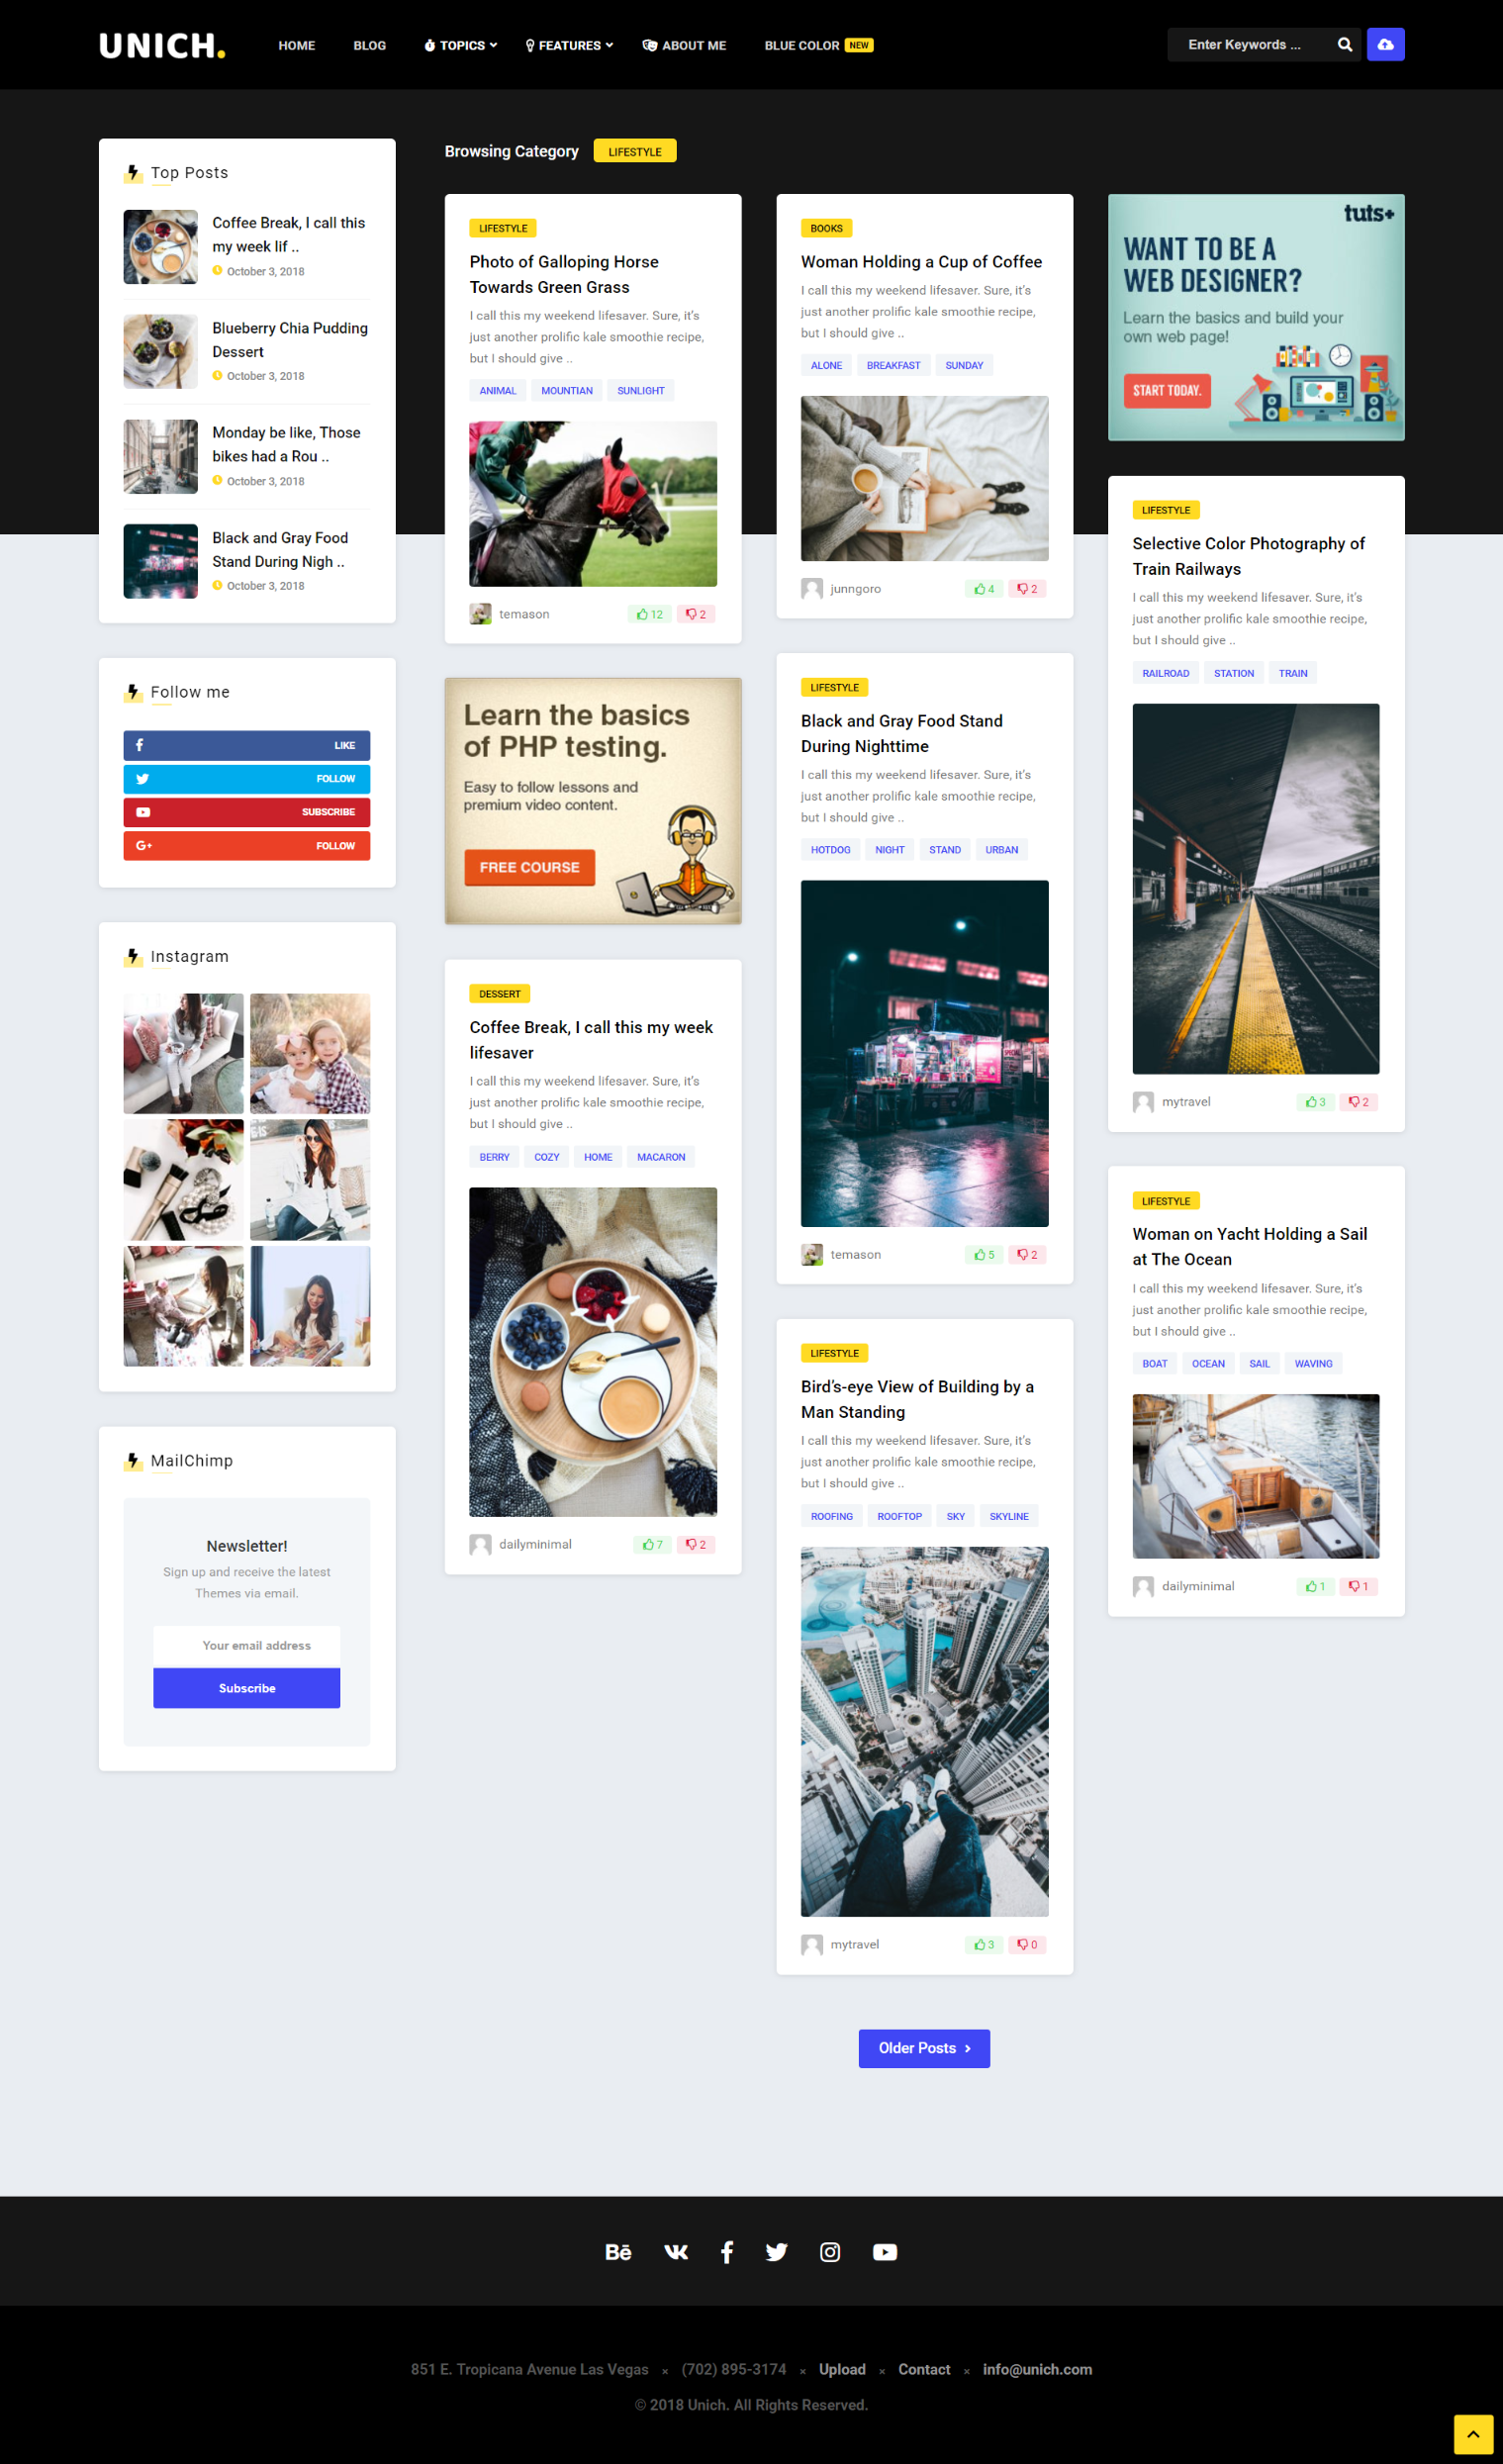 UNICH.
HOME
BLOG
TOPICS
FEATURES
ABOUT ME
BLUE COLOR NEW
Enter Keywords ...
Top Posts
Coffee Break, I call this
my week lif ..
October 3, 2018
Blueberry Chia Pudding
Dessert
October 3, 2018
Monday be like, Those
bikes had a Rou ..
October 3, 2018
Black and Gray Food
Stand During Nigh ..
October 3, 2018
Follow me
LIKE
FOLLOW
SUBSCRIBE
G+ FOLLOW
Instagram
MailChimp
Newsletter!
Sign up and receive the latest
Themes via email.
Your email address
Subscribe
Browsing Category LIFESTYLE
LIFESTYLE
Photo of Galloping Horse
Towards Green Grass
I call this my weekend lifesaver. Sure, it's
just another prolific kale smoothie recipe,
but I should give ..
ANIMAL MOUNTIAN SUNLIGHT
temason 12 2
Learn the basics
of PHP testing.
Easy to follow lessons and
premium video content.
FREE COURSE
DESSERT
Coffee Break, I call this my week
lifesaver
I call this my weekend lifesaver. Sure, it's
just another prolific kale smoothie recipe,
but I should give ..
BERRY COZY HOME MACARON
dailyminimal 7 2
BOOKS
Woman Holding a Cup of Coffee
I call this my weekend lifesaver. Sure, it's
just another prolific kale smoothie recipe,
but I should give ..
ALONE BREAKFAST SUNDAY
junngoro 4 2
LIFESTYLE
Black and Gray Food Stand
During Nighttime
I call this my weekend lifesaver. Sure, it's
just another prolific kale smoothie recipe,
but I should give ..
HOTDOG NIGHT STAND URBAN
temason 5 2
LIFESTYLE
Bird's-eye View of Building by a
Man Standing
I call this my weekend lifesaver. Sure, it's
just another prolific kale smoothie recipe,
but I should give ..
ROOFING ROOFTOP SKY SKYLINE
mytravel 3 0
tuts+
WANT TO BE A
WEB DESIGNER?
Learn the basics and build your
own web page!
START TODAY.
LIFESTYLE
Selective Color Photography of
Train Railways
I call this my weekend lifesaver. Sure, it's
just another prolific kale smoothie recipe,
but I should give ..
RAILROAD STATION TRAIN
mytravel 3 2
LIFESTYLE
Woman on Yacht Holding a Sail
at The Ocean
I call this my weekend lifesaver. Sure, it's
just another prolific kale smoothie recipe,
but I should give ..
BOAT OCEAN SAIL WAVING
dailyminimal 1 1
Older Posts
Bē
851 E. Tropicana Avenue Las Vegas × (702) 895-3174 × Upload × Contact × info@unich.com
© 2018 Unich. All Rights Reserved.